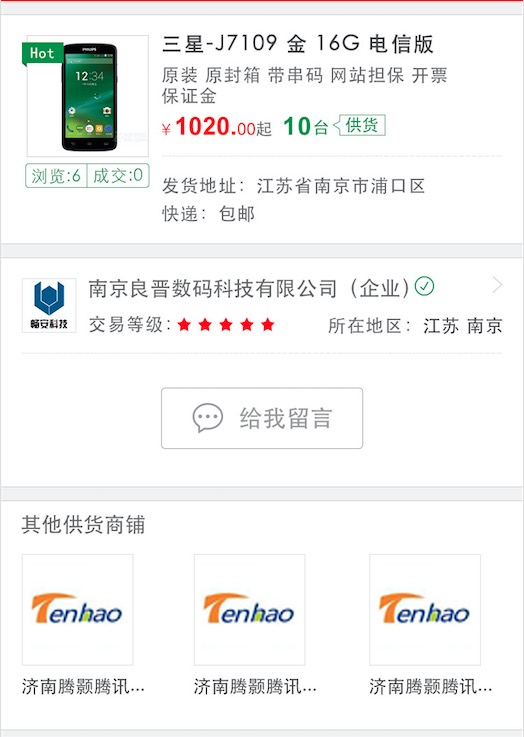 三星-J7109 金 16G 电信版
Hot
PHILIPS
12:34
原装 原封箱 带串码 网站担保 开票
保证金
￥1020.00起 10台 供货
浏览:6 成交:0
发货地址：江苏省南京市浦口区
快递：包邮
南京良晋数码科技有限公司（企业）
畅安科技
交易等级: 所在地区：江苏 南京
给我留言
其他供货商铺
Tenhao Tenhao Tenhao
济南腾颢腾讯... 济南腾颢腾讯... 济南腾颢腾讯...